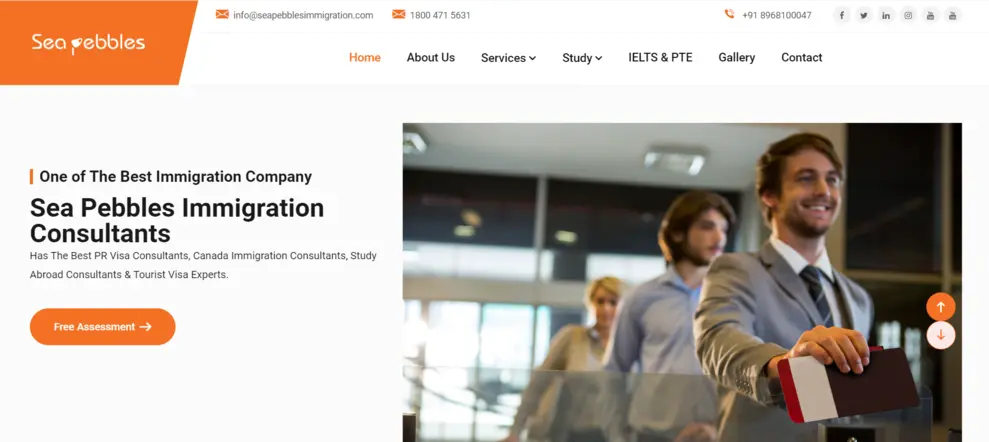 info@seapebblesimmigration.com
1800 471 5631
+91 8968100047
Sea Pebbles
Home
About Us
Services
Study
IELTS & PTE
Gallery
Contact
One of The Best Immigration Company
Sea Pebbles Immigration
Consultants
Has The Best PR Visa Consultants, Canada Immigration Consultants, Study
Abroad Consultants & Tourist Visa Experts.
Free Assessment